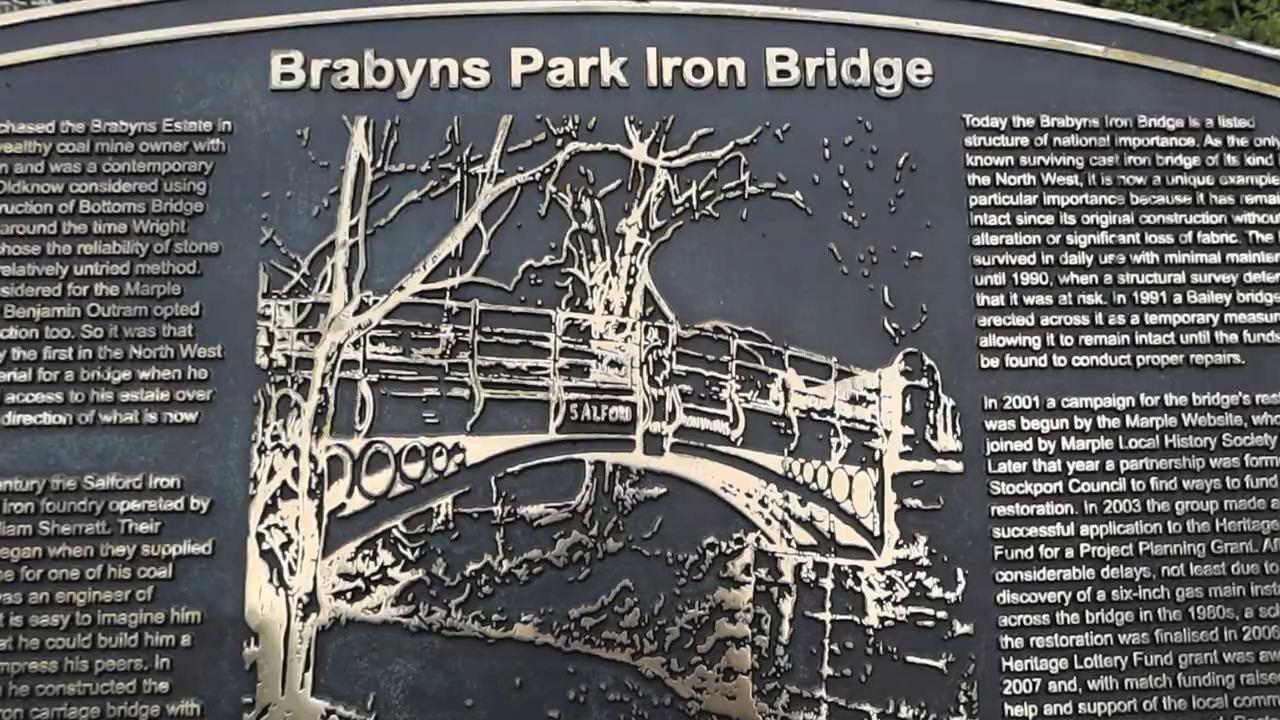 Brabyns Park Iron Bridge
chased the Brabyns Estate in
ealthy coal mine owner with
n and was a contemporary
Oldknow considered using
ruction of Bottoms Bridge
around the time Wright
hose the reliability of stone
relatively untried method.
sidered for the Marple
Benjamin Outram opted
ction too. So it was that
y the first in the North West
erial for a bridge when he
access to his estate over
direction of what is now
ntury the Salford Iron
iron foundry operated by
liam Sherratt. Their
egan when they supplied
e for one of his coal
as an engineer of
t is easy to imagine him
at he could build him a
mpress his peers. In
he constructed the
ron carriage bridge with
SALFORD
Today the Brabyns Iron Bridge is a listed
structure of national importance. As the only
known surviving cast iron bridge of its kind
the North West, it is now a unique example
particular importance because it has remai
intact since its original construction withou
alteration or significant loss of fabric. The
survived in daily use with minimal mainte
until 1990, when a structural survey dete
that it was at risk. In 1991 a Bailey bridge
erected across it as a temporary measur
allowing it to remain intact until the funds
be found to conduct proper repairs.
In 2001 a campaign for the bridge's res
was begun by the Marple Website, who
joined by Marple Local History Society
Later that year a partnership was form
Stockport Council to find ways to fund
restoration. In 2003 the group made a
successful application to the Heritage
Fund for a Project Planning Grant. Af
considerable delays, not least due to
discovery of a six-inch gas main inst
across the bridge in the 1980s, a sc
the restoration was finalised in 2006
Heritage Lottery Fund grant was aw
2007 and, with match funding raise
help and support of the local comm